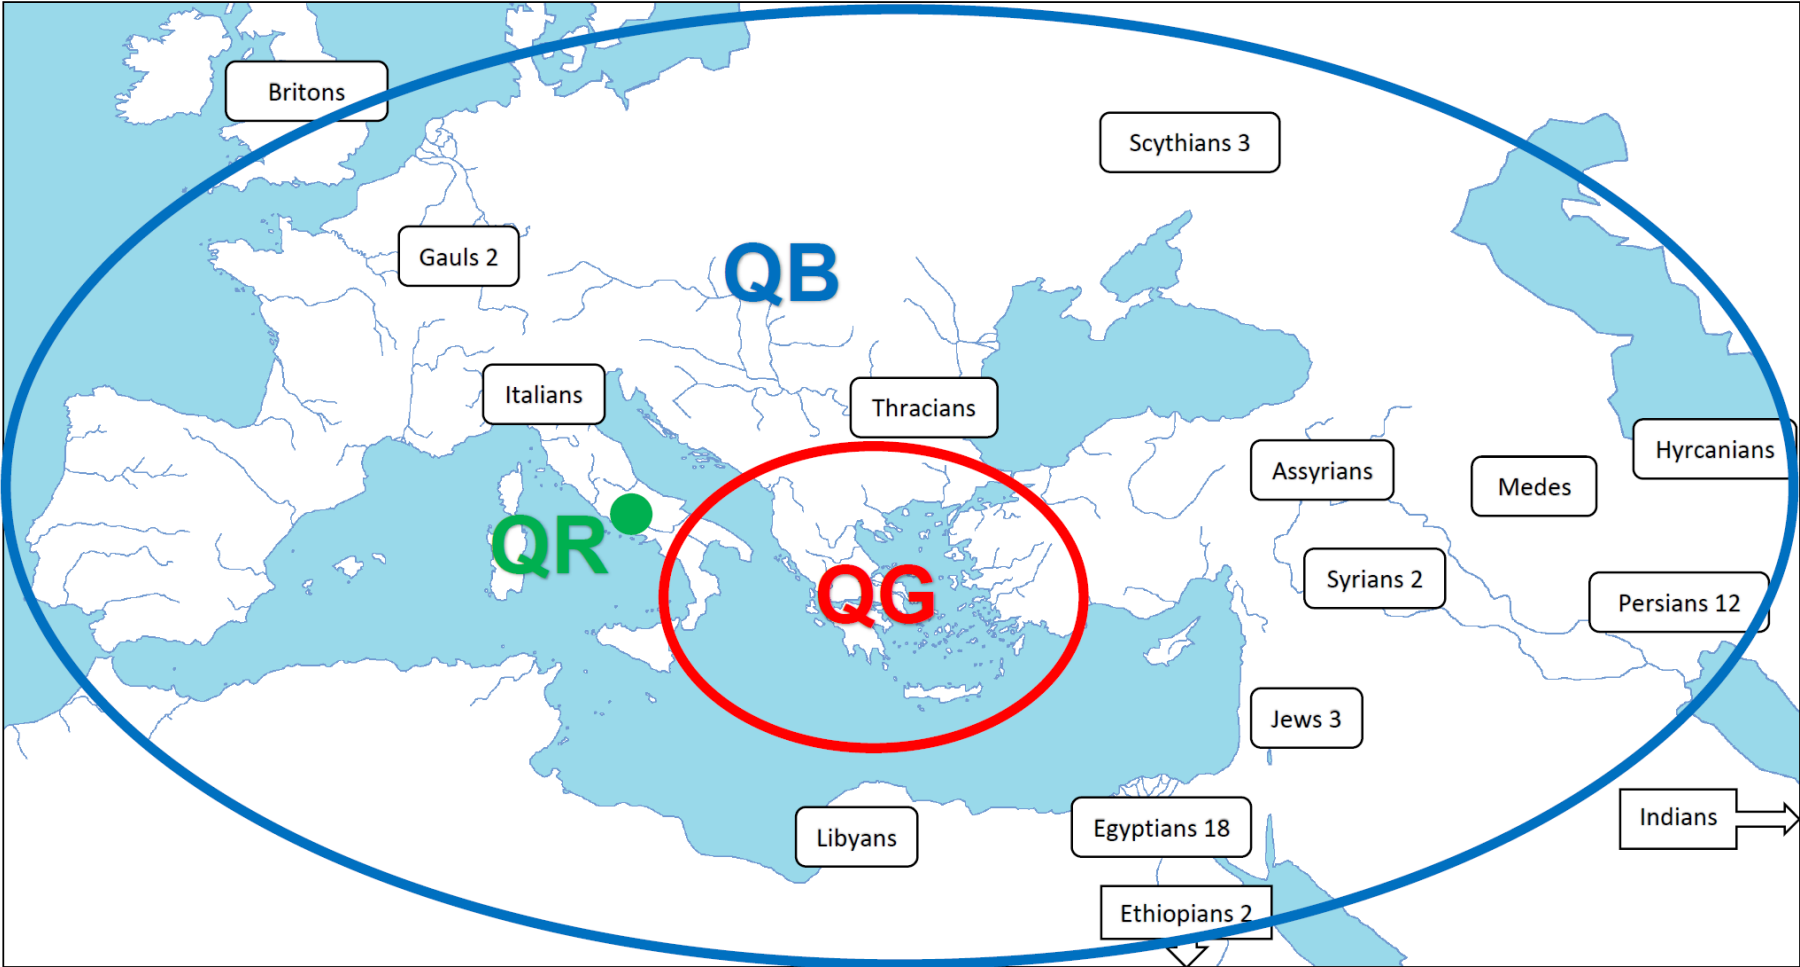 Britons
Scythians 3
Gauls 2
QB
Italians
Thracians
Hyrcanians
Assyrians
Medes
QR
Syrians 2
QG
Persians 12
Jews 3
Indians
Egyptians 18
Libyans
Ethiopians 2